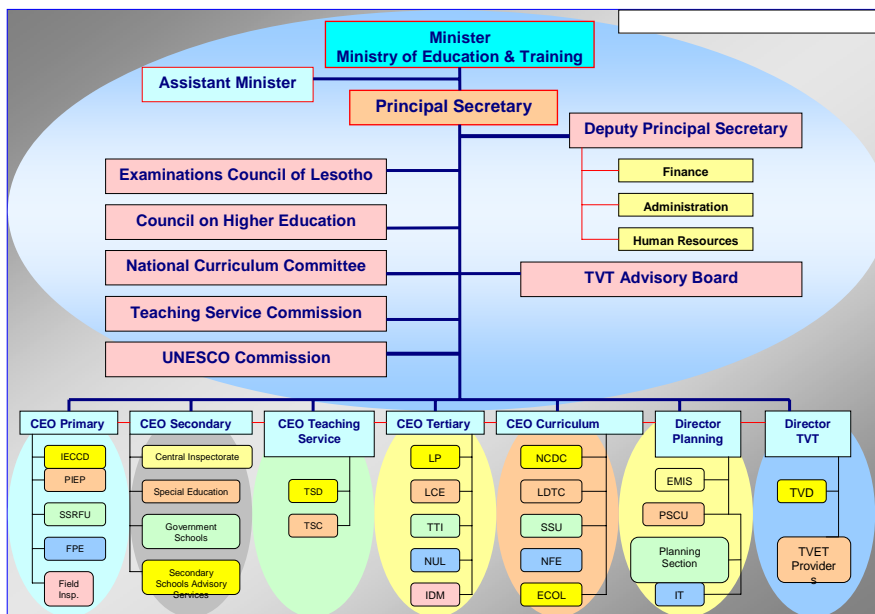 Minister
Ministry of Education & Training
Assistant Minister
Principal Secretary
Deputy Principal Secretary
Finance
Administration
Human Resources
Examinations Council of Lesotho
Council on Higher Education
National Curriculum Committee
TVT Advisory Board
Teaching Service Commission
UNESCO Commission
CEO Primary
IECCD
PIEP
SSRFU
FPE
Field
Insp.
CEO Secondary
Central Inspectorate
Special Education
Government
Schools
Secondary
Schools Advisory
Services
CEO Teaching
Service
TSD
TSC
CEO Tertiary
LP
LCE
TTI
NUL
IDM
CEO Curriculum
NCDC
LDTC
SSU
NFE
ECOL
Director
Planning
EMIS
PSCU
Planning
Section
IT
Director
TVT
TVD
TVET
Provider
s